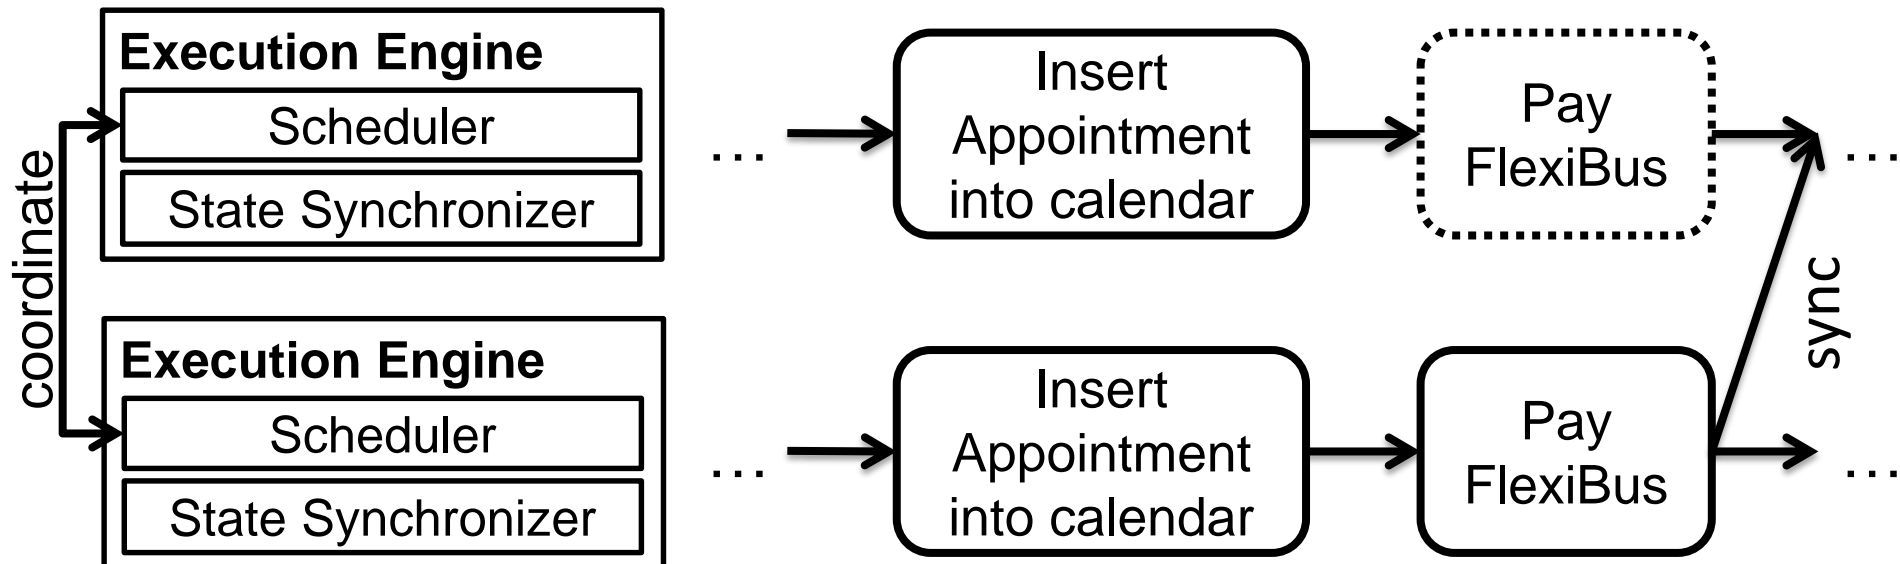 Execution Engine
Scheduler
State Synchronizer
coordinate
…
Insert
Appointment
into calendar
Pay
FlexiBus
…
sync
Execution Engine
Scheduler
State Synchronizer
…
Insert
Appointment
into calendar
Pay
FlexiBus
…